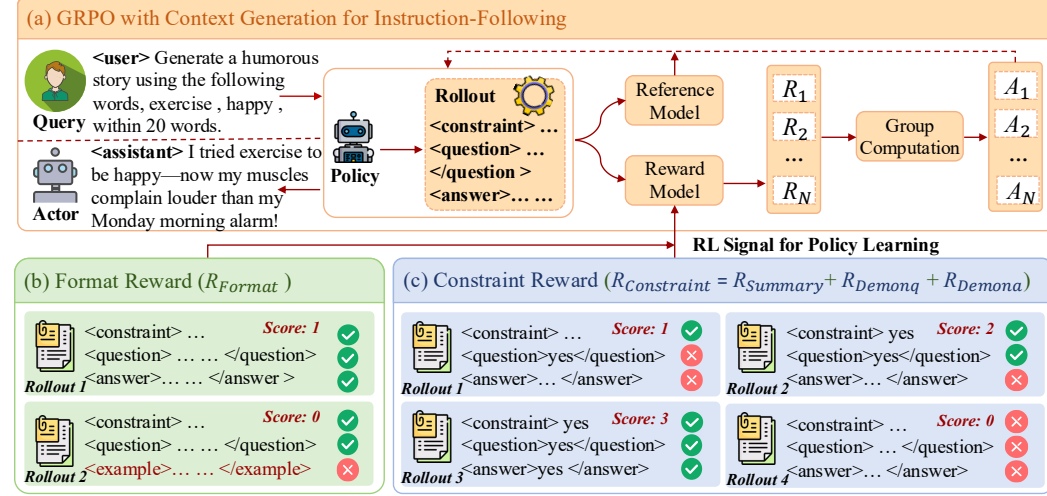 (a) GRPO with Context Generation for Instruction-Following
<user> Generate a humorous
story using the following
words, exercise , happy ,
within 20 words.
Query
<assistant> I tried exercise to
be happy—now my muscles
complain louder than my
Monday morning alarm!
Actor
Policy
Rollout
<constraint> ...
<question> ...
</question >
<answer>... ...
Reference
Model
Reward
Model
R1
R2
...
RN
Group
Computation
A1
A2
...
AN
RL Signal for Policy Learning
(b) Format Reward (RFormat )
<constraint> ...
Score: 1
<question> ... ... </question>
<answer>... ... </answer >
Rollout 1
<constraint> ...
Score: 0
<question> ... ... </question>
<example>... ... </example>
Rollout 2
(c) Constraint Reward (RConstraint = RSummary+ RDemonq + RDemona)
<constraint> ...
Score: 1
<question>yes</question>
<answer>... </answer>
Rollout 1
<constraint> yes
Score: 2
<question>yes</question>
<answer>... </answer>
Rollout 2
<constraint> yes
Score: 3
<question>yes</question>
<answer>yes </answer>
Rollout 3
<constraint> ...
Score: 0
<question>... </question>
<answer>... </answer>
Rollout 4